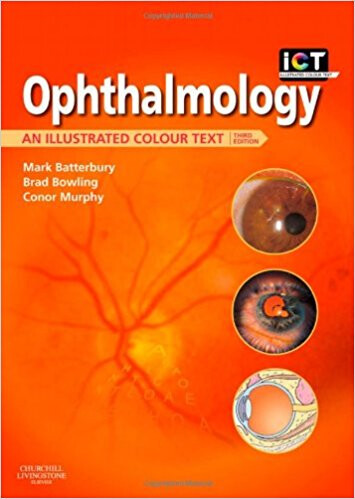 iCT
ILLUSTRATED COLOUR TEXT
Ophthalmology
AN ILLUSTRATED COLOUR TEXT
THIRD
EDITION
Mark Batterbury
Brad Bowling
Conor Murphy
D U A E
CHURCHILL
LIVINGSTONE
ELSEVIER